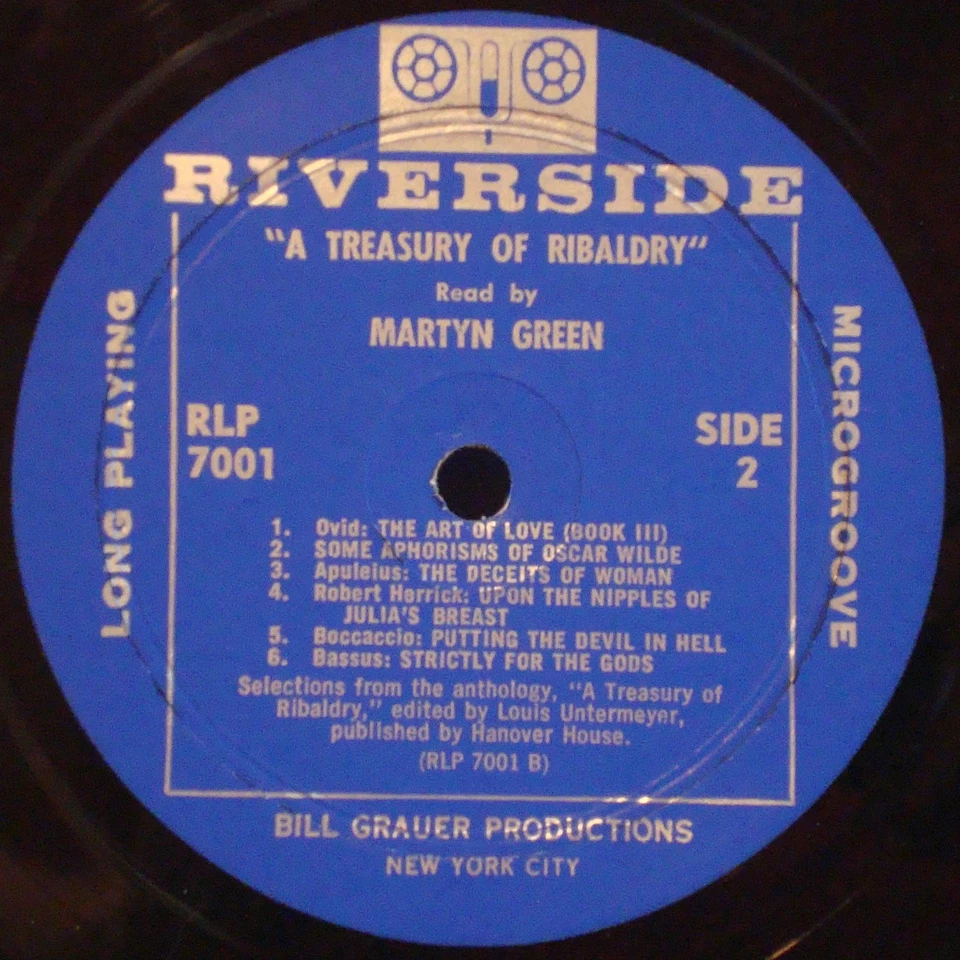 RIVERSIDE
"A TREASURY OF RIBALDRY"
Read by
MARTYN GREEN
LONG PLAYING
MICROGROOVE
RLP
7001
SIDE
2
1. Ovid: THE ART OF LOVE (BOOK III)
2. SOME APHORISMS OF OSCAR WILDE
3. Apuleius: THE DECEITS OF WOMAN
4. Robert Herrick: UPON THE NIPPLES OF
JULIA'S BREAST
5. Boccaccio: PUTTING THE DEVIL IN HELL
6. Bassus: STRICTLY FOR THE GODS
Selections from the anthology, "A Treasury of
Ribaldry," edited by Louis Untermeyer,
published by Hanover House.
(RLP 7001 B)
BILL GRAUER PRODUCTIONS
NEW YORK CITY